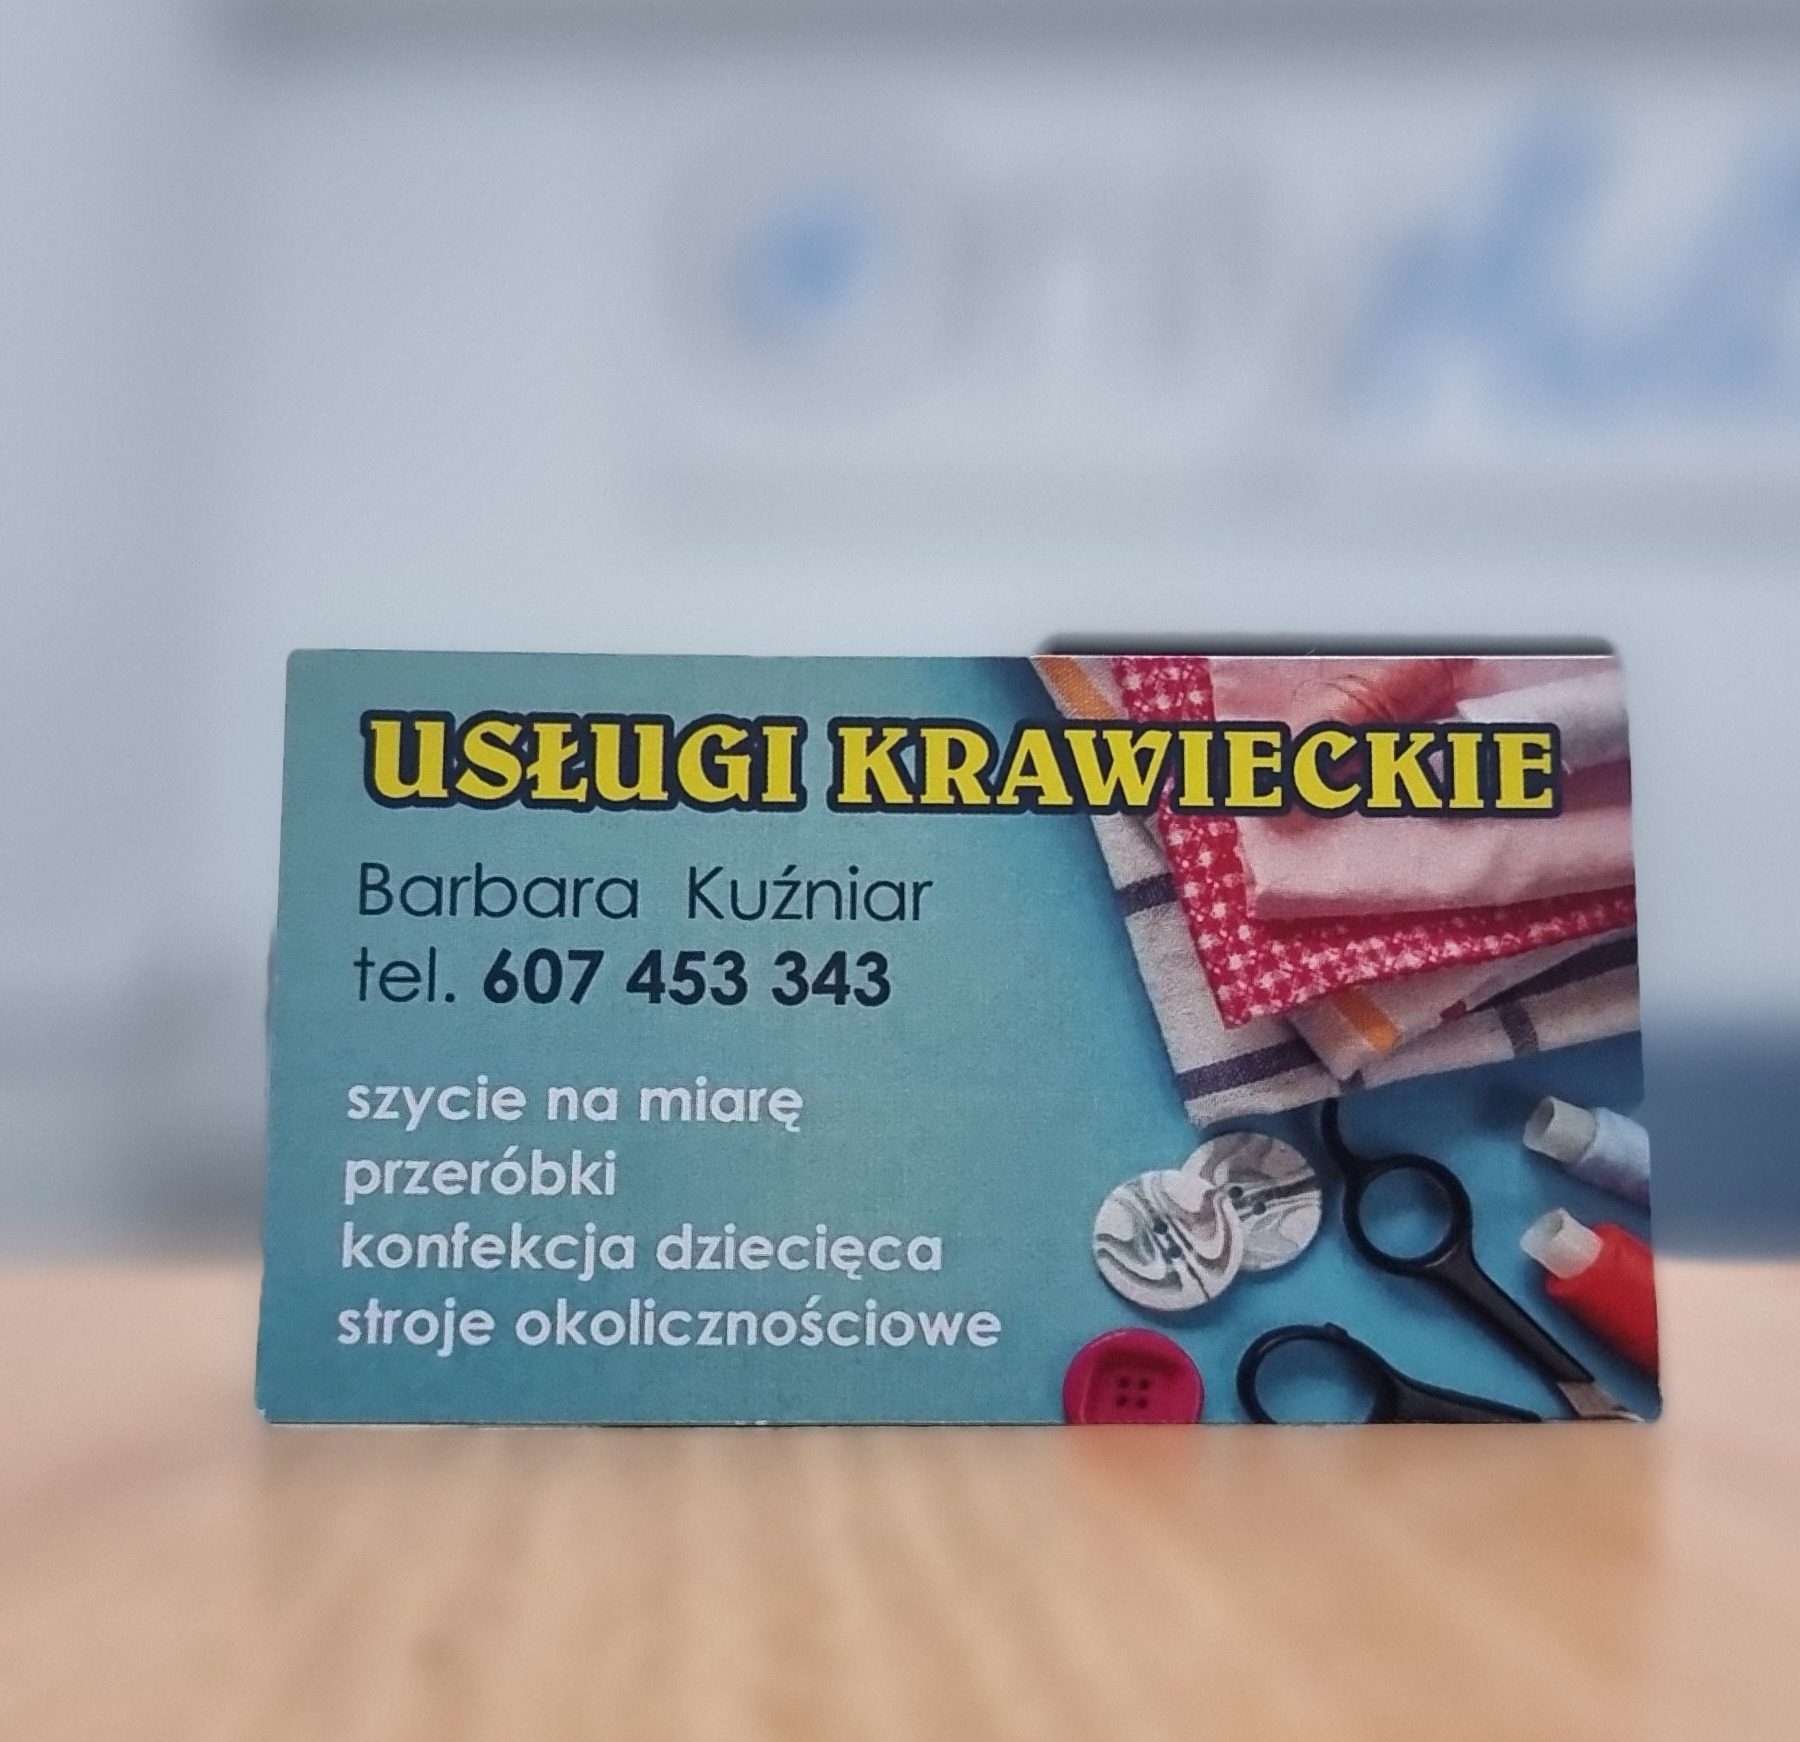 USŁUGI KRAWIECKIE
Barbara Kuźniar
tel. 607 453 343
szycie na miarę
przeróbki
konfekcja dziecięca
stroje okolicznościowe